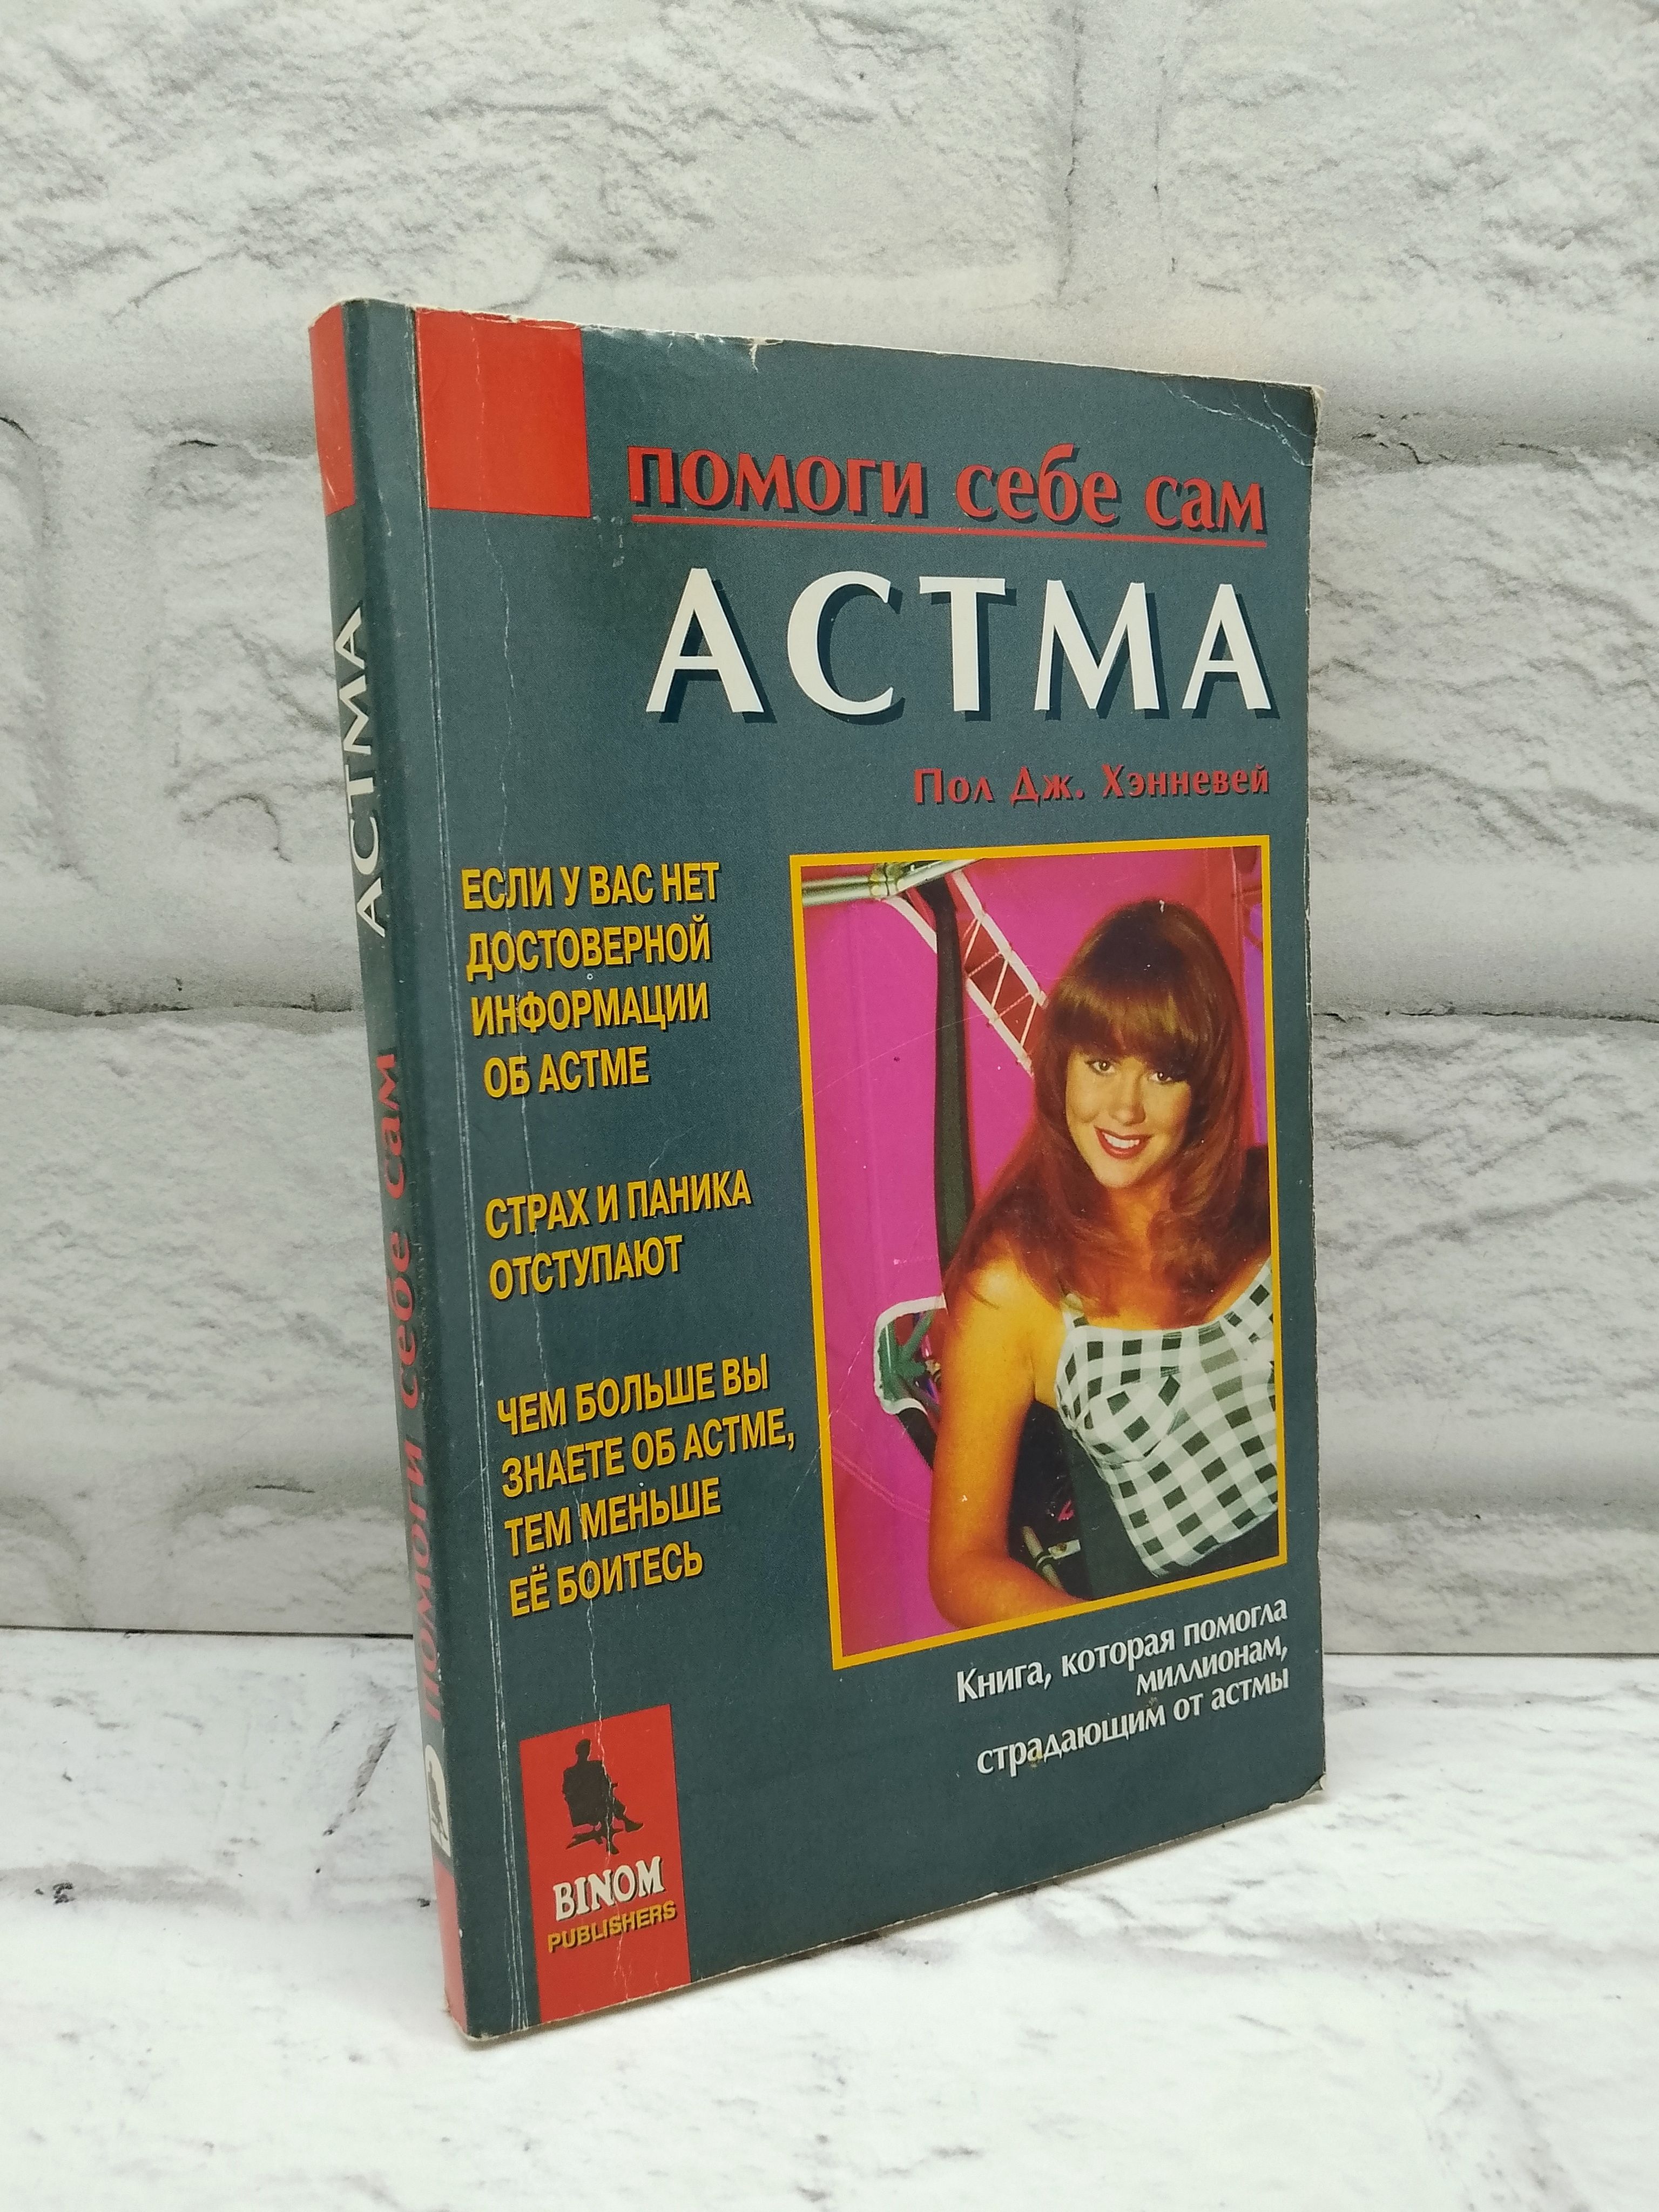 помоги себе сам
АСТМА
Пол Дж. Хэнневей
ЕСЛИ У ВАС НЕТ
ДОСТОВЕРНОЙ
ИНФОРМАЦИИ
ОБ АСТМЕ
СТРАХ И ПАНИКА
ОТСТУПАЮТ
ЧЕМ БОЛЬШЕ ВЫ
ЗНАЕТЕ ОБ АСТМЕ,
ТЕМ МЕНЬШЕ
ЕЁ БОИТЕСЬ
Книга, которая помогла
миллионам,
страдающим от астмы
BINOM
PUBLISHERS
помоги себе сам АСТМА